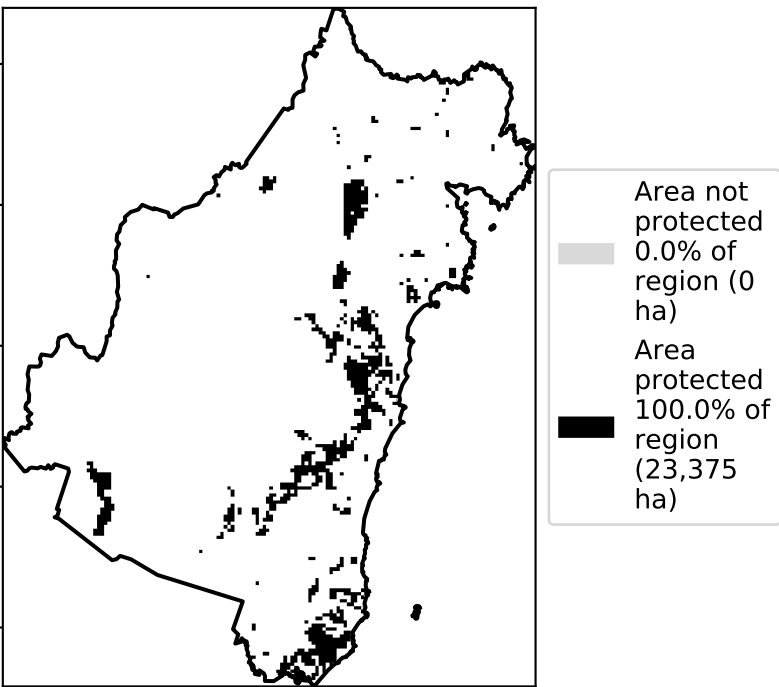 Area not
protected
0.0% of
region (0
ha)
Area
protected
100.0% of
region
(23,375
ha)